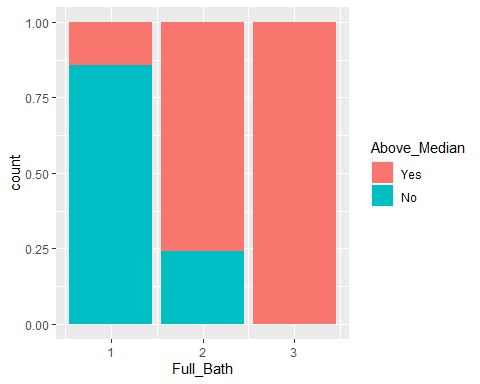 1.00
0.75
0.50
0.25
0.00
count
1 2 3
Full_Bath
Above_Median
Yes
No